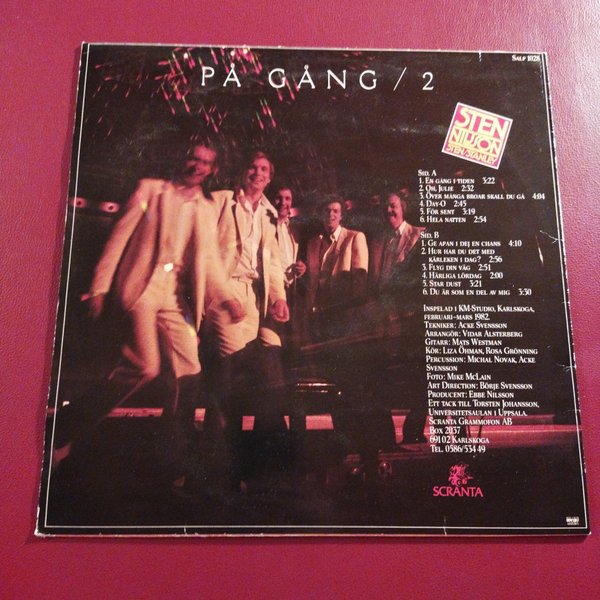 SALP 1028
PÅ GÅNG / 2
STEN
NILSSON
STEN/STANLEY
SID. A
1. EN GÅNG I TIDEN 3:22
2. OH, JULIE 2:32
3. ÖVER MÅNGA BROAR SKALL DU GÅ 4:04
4. DAY-O 2:45
5. FÖR SENT 3:19
6. HELA NATTEN 2:54
SID. B
1. GE APAN I DEJ EN CHANS 4:10
2. HUR HAR DU DET MED
KÄRLEKEN I DAG? 2:56
3. FLYG DIN VÄG 2:51
4. HÄRLIGA LÖRDAG 2:00
5. STAR DUST 3:21
6. DU ÄR SOM EN DEL AV MIG 3:30
INSPELAD I KM-STUDIO, KARLSKOGA,
FEBRUARI–MARS 1982.
TEKNIKER: ACKE SVENSSON
ARRANGÖR: VIDAR ALSTERBERG
GITARR: MATS WESTMAN
KÖR: LIZA ÖHMAN, ROSA GRÖNNING
PERCUSSION: MICHAL NOVAK, ACKE
SVENSSON
FOTO: MIKE MCLAIN
ART DIRECTION: BÖRJE SVENSSON
PRODUCENT: EBBE NILSSON
ETT TACK TILL TORSTEN JOHANSSON,
UNIVERSITETSAULAN I UPPSALA.
SCRANTA GRAMMOFON AB
BOX 2037
691 02 KARLSKOGA
TEL. 0586/534 49
SCRANTA